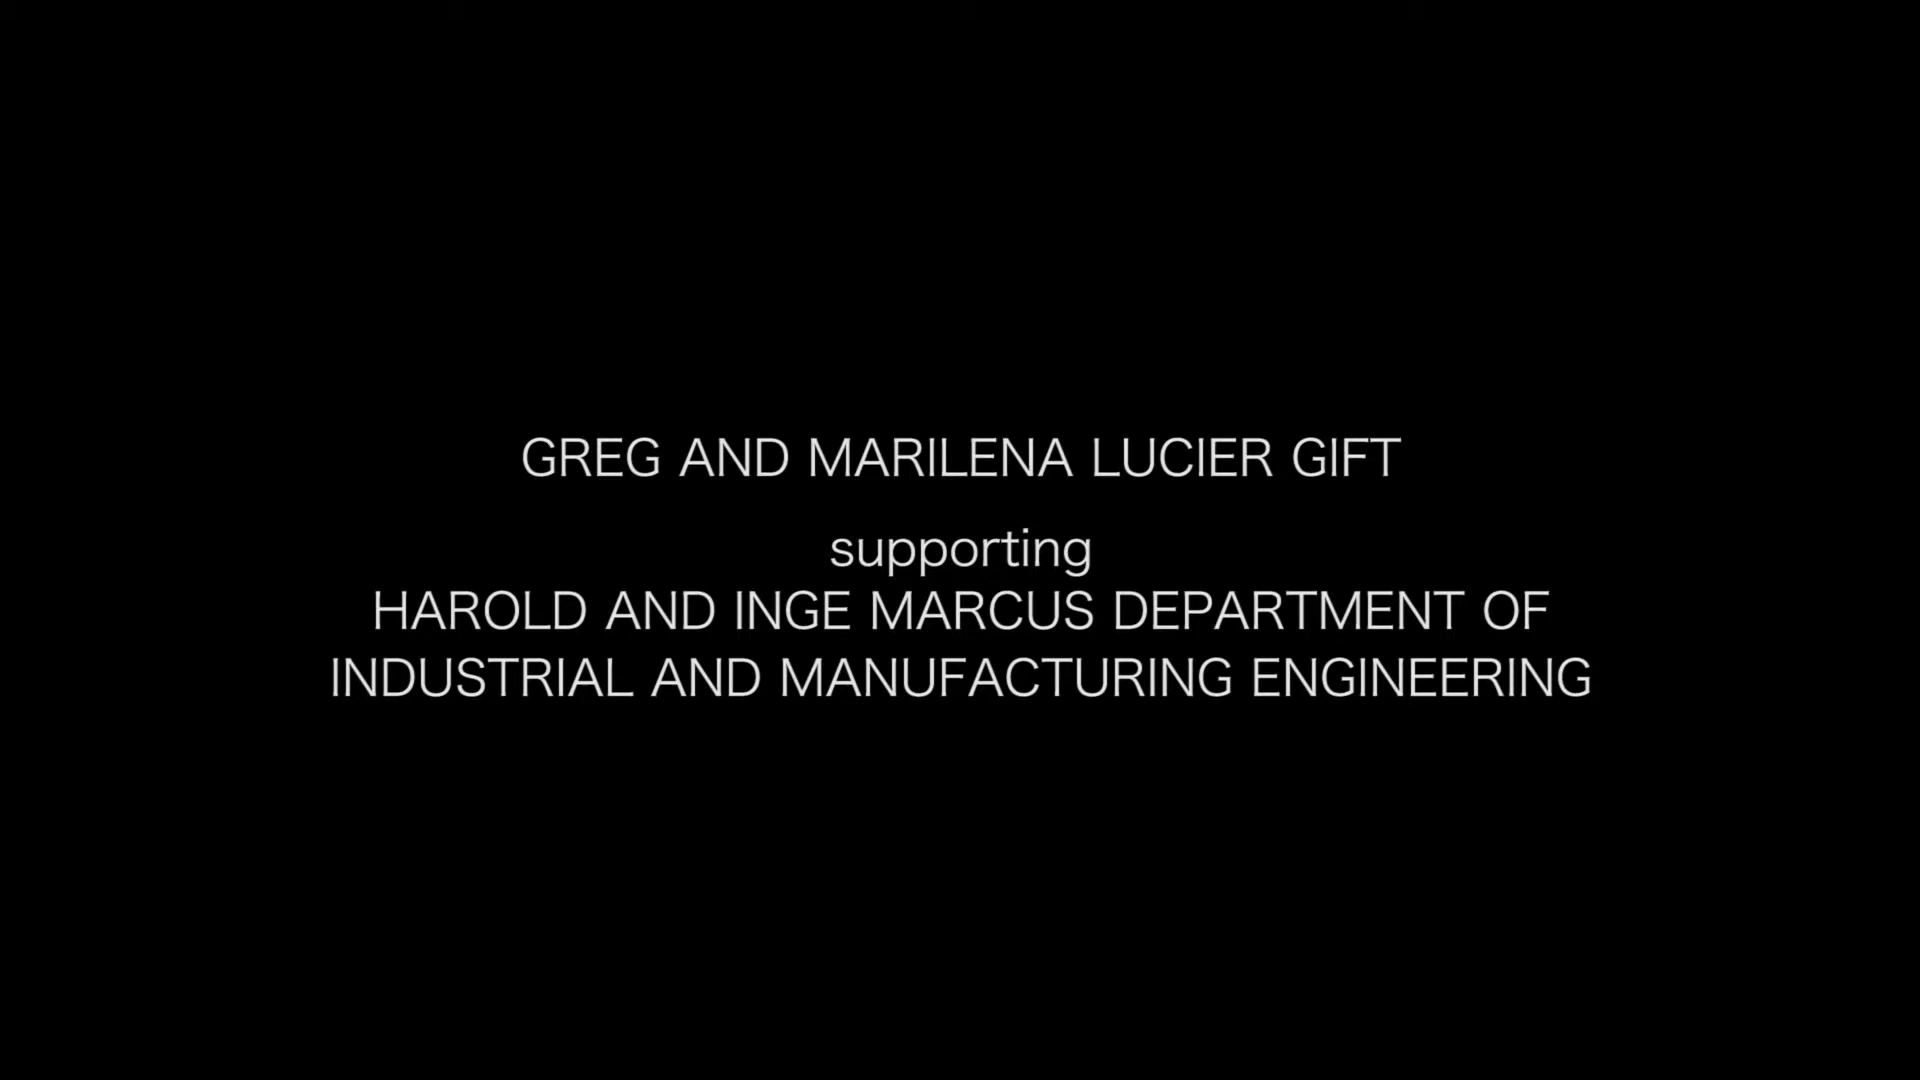 GREG AND MARILENA LUCIER GIFT
supporting
HAROLD AND INGE MARCUS DEPARTMENT OF
INDUSTRIAL AND MANUFACTURING ENGINEERING